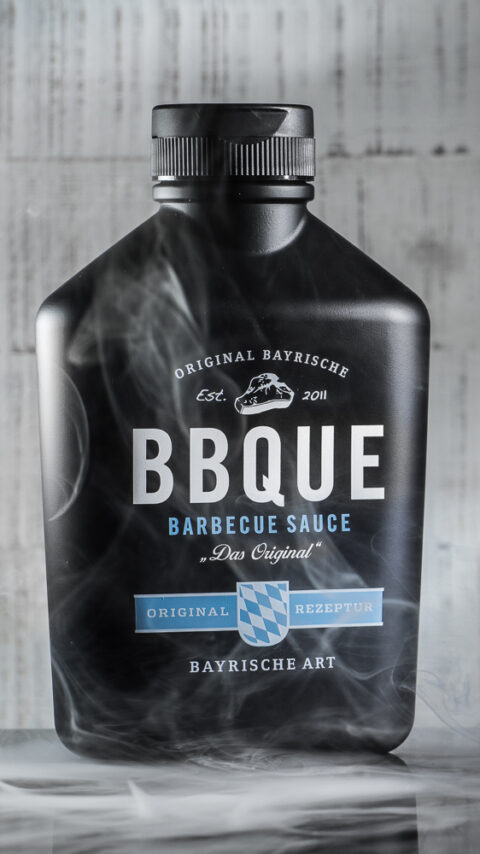 ORIGINAL BAYRISCHE
Est. 2011
BBQUE
BARBECUE SAUCE
„Das Original“
ORIGINAL REZEPTUR
BAYRISCHE ART